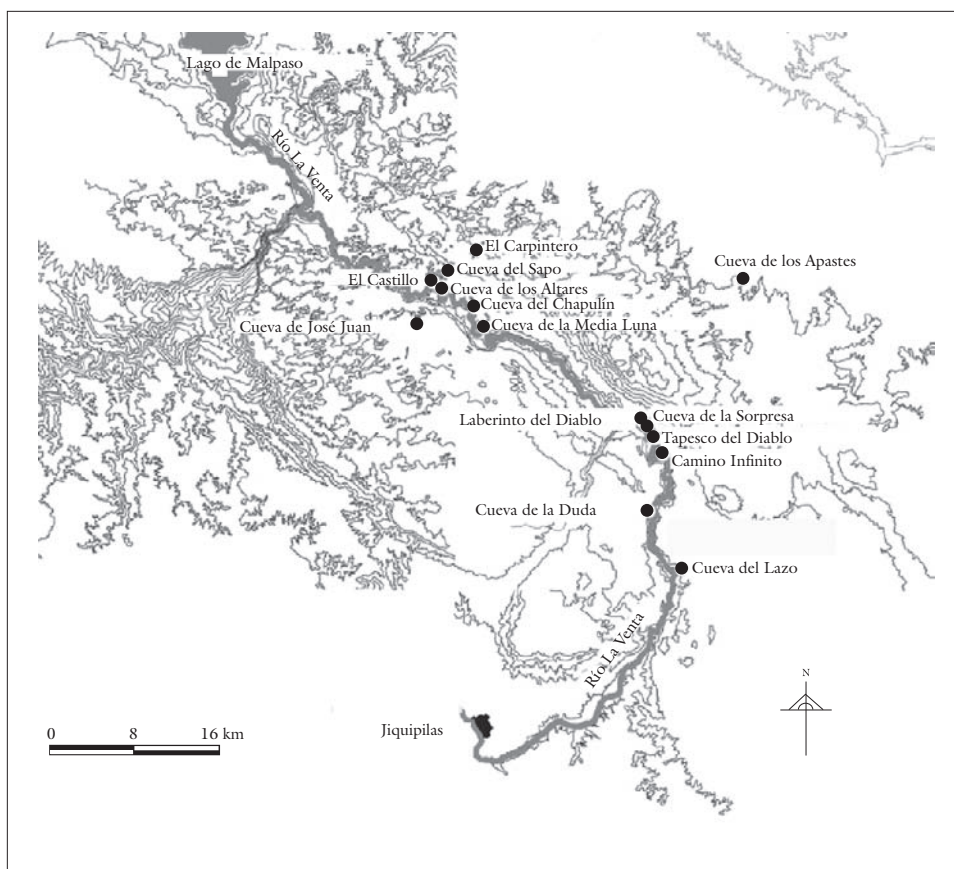 Lago de Malpaso
Río La Venta
El Carpintero
Cueva del Sapo
Cueva de los Apastes
El Castillo
Cueva de los Altares
Cueva del Chapulín
Cueva de José Juan
Cueva de la Media Luna
Laberinto del Diablo
Cueva de la Sorpresa
Tapesco del Diablo
Camino Infinito
Cueva de la Duda
Cueva del Lazo
Río La Venta
N
Jiquipilas
0 8 16 km